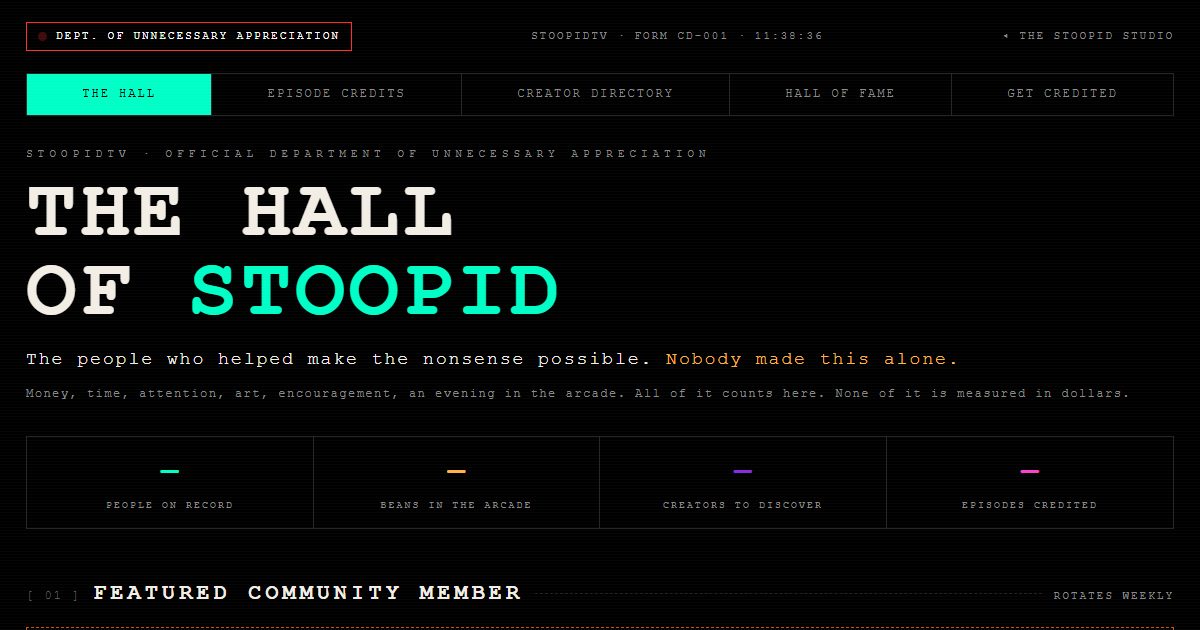 DEPT. OF UNNECESSARY APPRECIATION
STOOPIDTV · FORM CD-001 · 11:38:36
◂ THE STOOPID STUDIO
THE HALL
EPISODE CREDITS
CREATOR DIRECTORY
HALL OF FAME
GET CREDITED
STOOPIDTV · OFFICIAL DEPARTMENT OF UNNECESSARY APPRECIATION
THE HALL
OF STOOPID
The people who helped make the nonsense possible. Nobody made this alone.
Money, time, attention, art, encouragement, an evening in the arcade. All of it counts here. None of it is measured in dollars.
—
—
—
—
PEOPLE ON RECORD
BEANS IN THE ARCADE
CREATORS TO DISCOVER
EPISODES CREDITED
[ 01 ] FEATURED COMMUNITY MEMBER
ROTATES WEEKLY